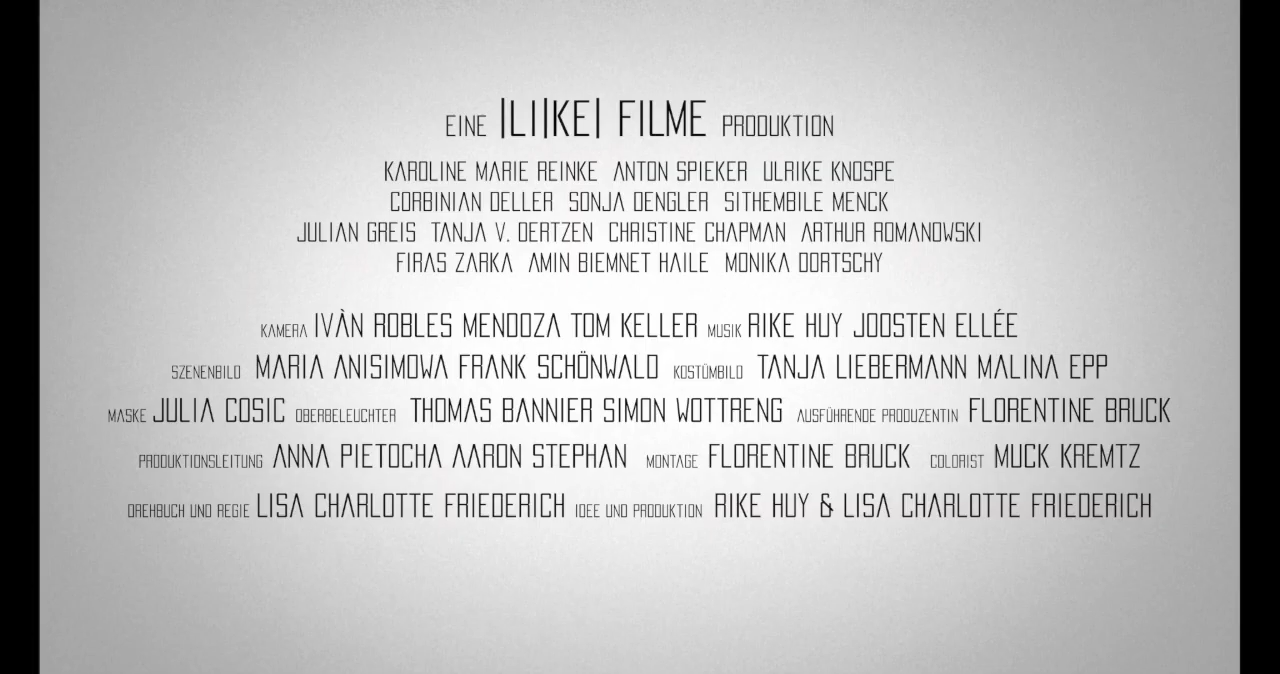 EINE |LI|KE| FILME PRODUKTION
KAROLINE MARIE REINKE ANTON SPIEKER ULRIKE KNOSPE
CORBINIAN DELLER SONJA DENGLER SITHEMBILE MENCK
JULIAN GREIS TANJA V. OERTZEN CHRISTINE CHAPMAN ARTHUR ROMANOWSKI
FIRAS ZARKA AMIN BIEMNET HAILE MONIKA OORTSCHY
KAMERA IVÀN ROBLES MENDOZA TOM KELLER MUSIK RIKE HUY JOOSTEN ELLÉE
SZENENBILD MARIA ANISIMOWA FRANK SCHÖNWALD KOSTÜMBILD TANJA LIEBERMANN MALINA EPP
MASKE JULIA COSIC OBERBELEUCHTER THOMAS BANNIER SIMON WOTTRENG AUSFÜHRENDE PRODUZENTIN FLORENTINE BRUCK
PRODUKTIONSLEITUNG ANNA PIETOCHA AARON STEPHAN MONTAGE FLORENTINE BRUCK COLORIST MUCK KREMTZ
DREHBUCH UND REGIE LISA CHARLOTTE FRIEDERICH IDEE UND PRODUKTION RIKE HUY & LISA CHARLOTTE FRIEDERICH